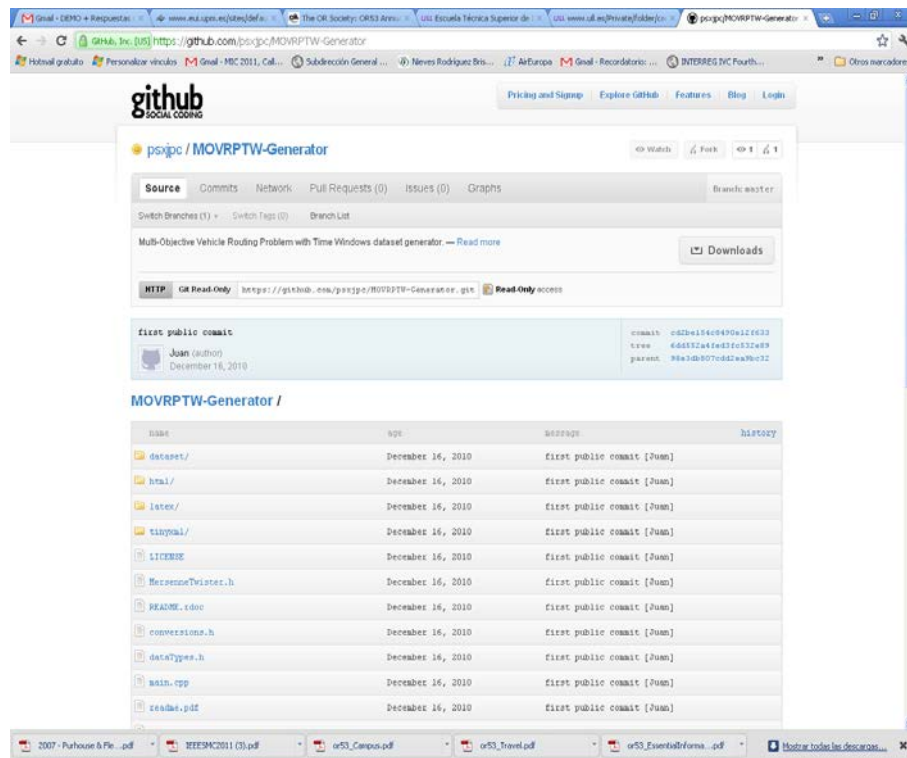 Gmail - DEMO + Respuestas
The OR Society: OR53 Annu
Escuela Técnica Superior de
psxjpc/MOVRPTW-Generator
GitHub, Inc. [US] https://github.com/psxjpc/MOVRPTW-Generator
Hotmail gratuito Personalizar vínculos Gmail - MIC 2011, Call... Subdirección General ... Nieves Rodríguez Bris... AirEuropa Gmail - Recordatorio: ... INTERREG IVC Fourth... » Otros marcadores
github
SOCIAL CODING
Pricing and Signup Explore GitHub Features Blog Login
psxjpc / MOVRPTW-Generator
Watch Fork 1 1
Source Commits Network Pull Requests (0) Issues (0) Graphs Branch: master
Switch Branches (1) Switch Tags (0) Branch List
Multi-Objective Vehicle Routing Problem with Time Windows dataset generator. — Read more
Downloads
HTTP Git Read-Only https://github.com/psxjpc/MOVRPTW-Generator.git Read-Only access
first public commit
Juan (author)
December 16, 2010
commit
tree
parent
MOVRPTW-Generator /
name age message history
dataset/ December 16, 2010 first public commit [Juan]
html/ December 16, 2010 first public commit [Juan]
latex/ December 16, 2010 first public commit [Juan]
tinyxml/ December 16, 2010 first public commit [Juan]
LICENSE December 16, 2010 first public commit [Juan]
MersenneTwister.h December 16, 2010 first public commit [Juan]
README.rdoc December 16, 2010 first public commit [Juan]
conversions.h December 16, 2010 first public commit [Juan]
dataTypes.h December 16, 2010 first public commit [Juan]
main.cpp December 16, 2010 first public commit [Juan]
readme.pdf December 16, 2010 first public commit [Juan]
2007 - Purhouse & Fle....pdf IEEESMC2011 (3).pdf or53_Campus.pdf or53_Travel.pdf or53_EssentialInforma....pdf Mostrar todas las descargas...